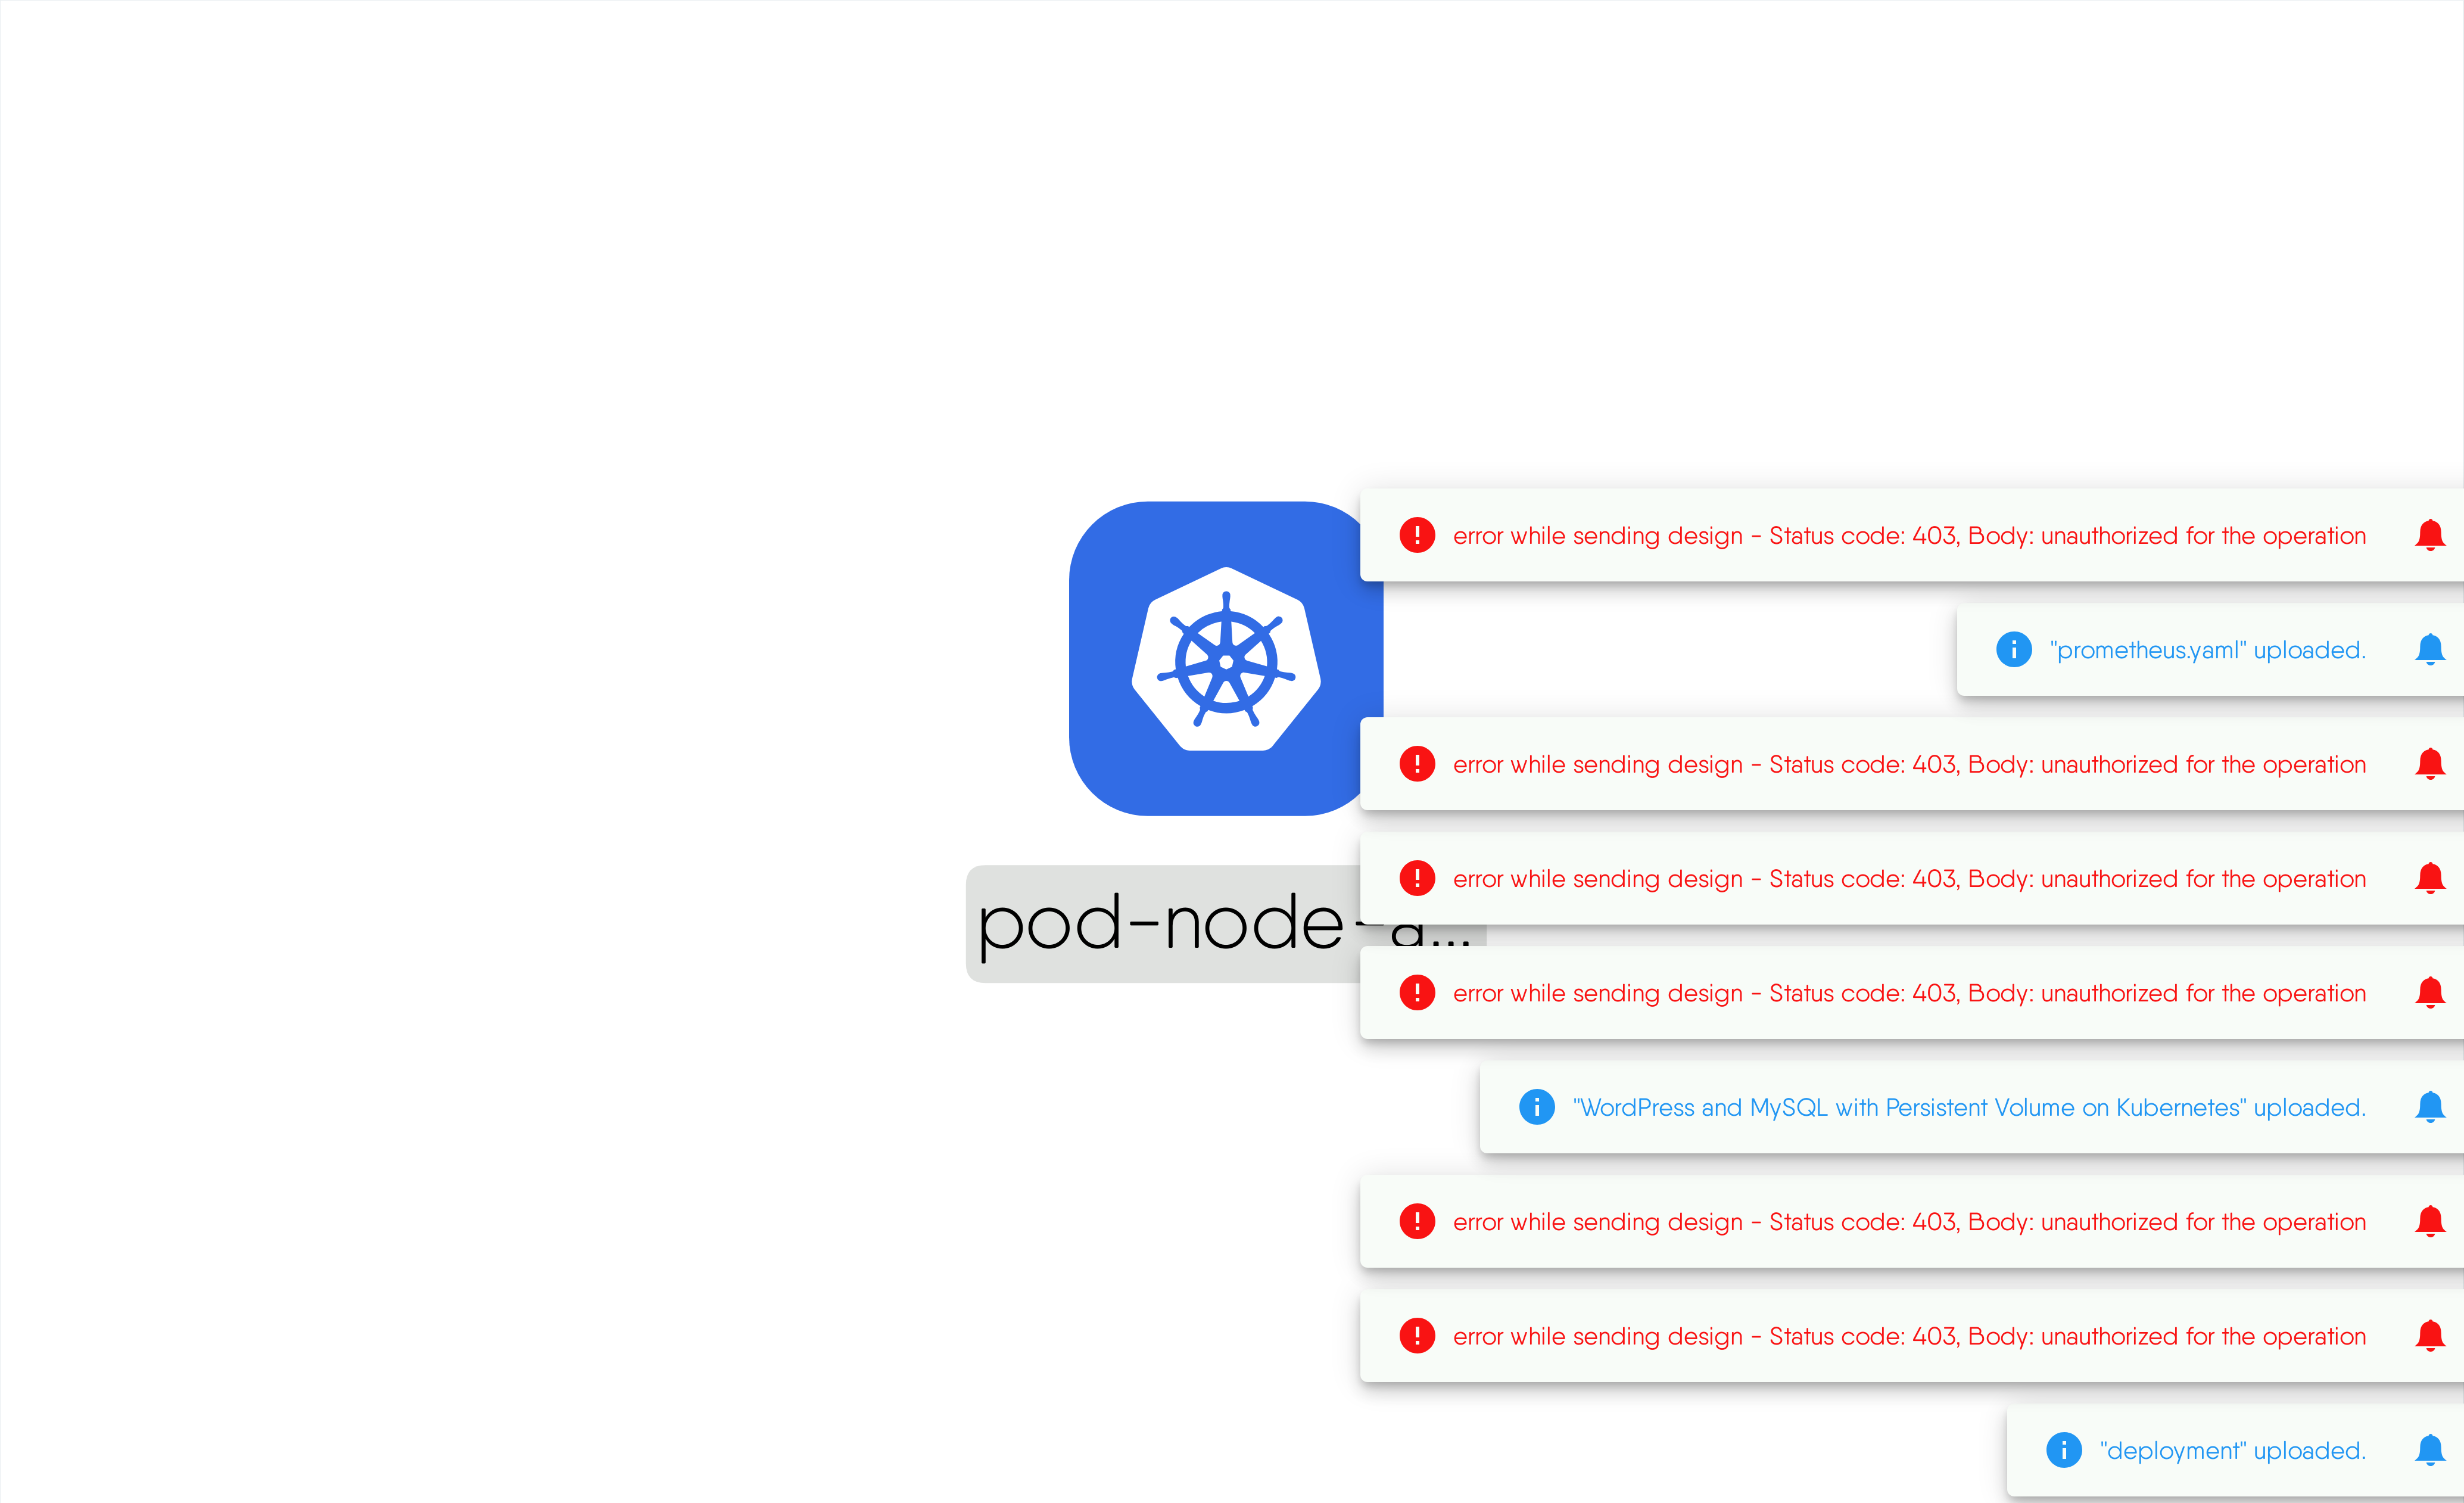 error while sending design - Status code: 403, Body: unauthorized for the operation
"prometheus.yaml" uploaded.
error while sending design - Status code: 403, Body: unauthorized for the operation
error while sending design - Status code: 403, Body: unauthorized for the operation
pod-node-a...
error while sending design - Status code: 403, Body: unauthorized for the operation
"WordPress and MySQL with Persistent Volume on Kubernetes" uploaded.
error while sending design - Status code: 403, Body: unauthorized for the operation
error while sending design - Status code: 403, Body: unauthorized for the operation
"deployment" uploaded.